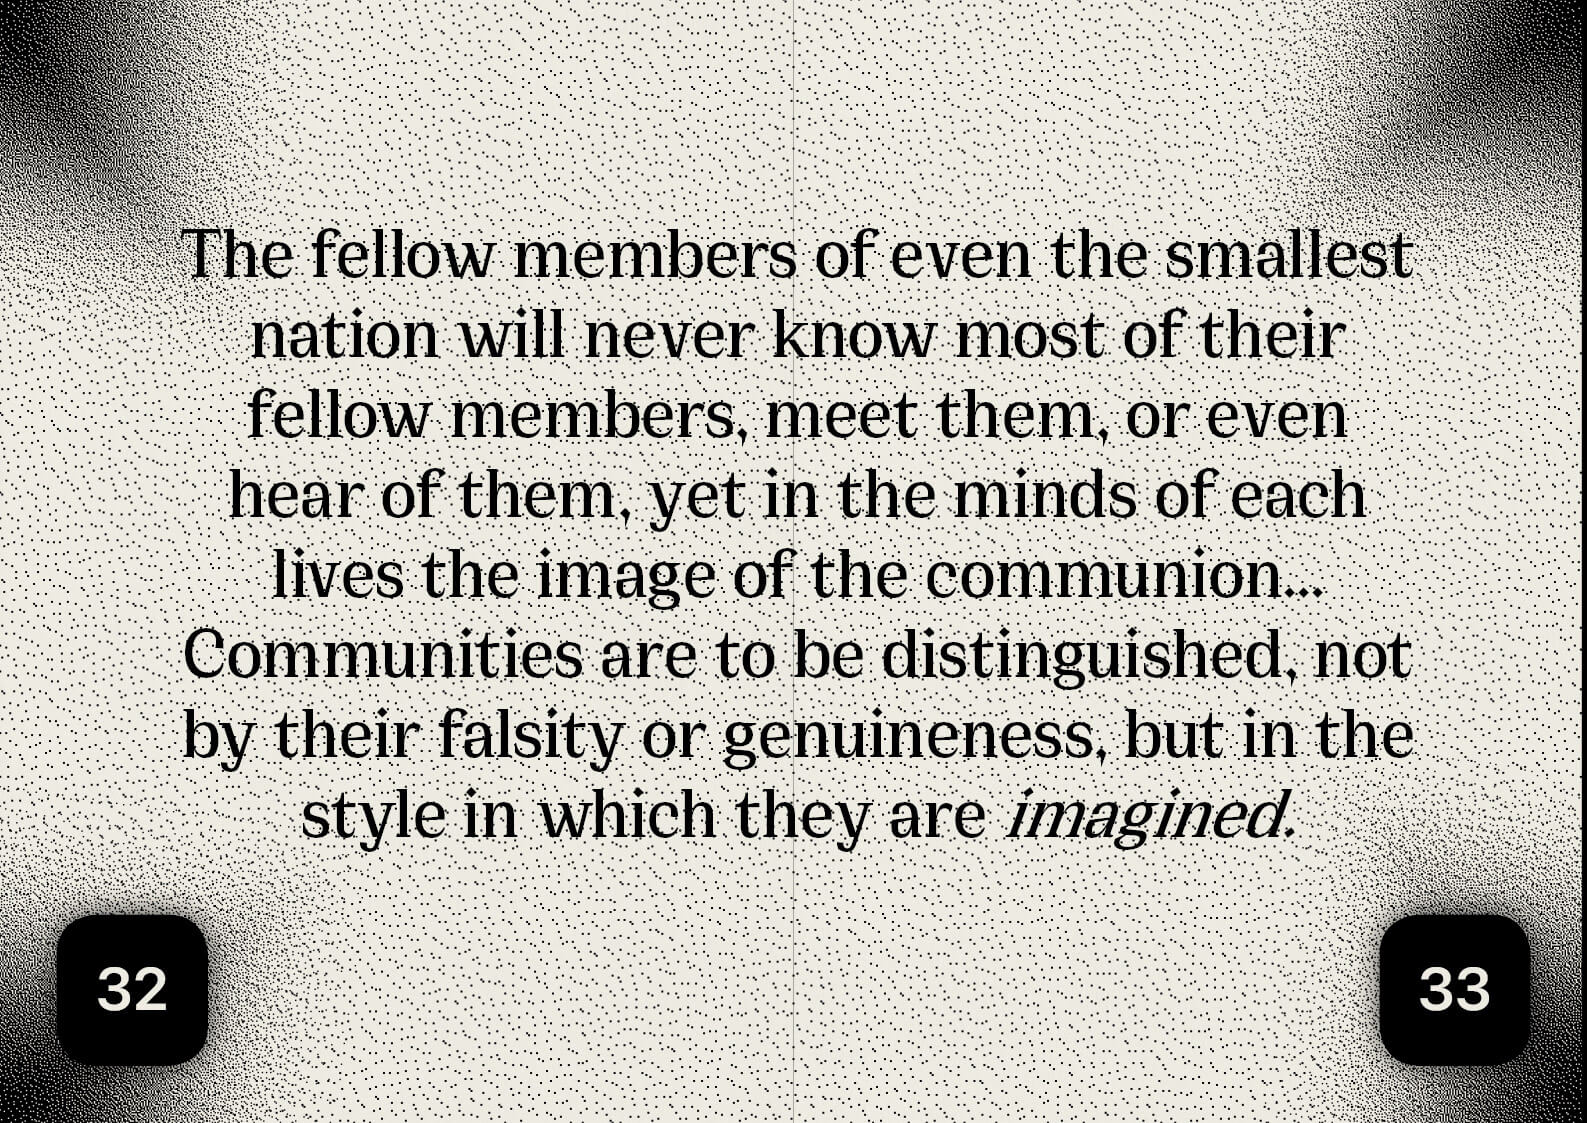 The fellow members of even the smallest
nation will never know most of their
fellow members, meet them, or even
hear of them, yet in the minds of each
lives the image of the communion...
Communities are to be distinguished, not
by their falsity or genuineness, but in the
style in which they are imagined.
32
33